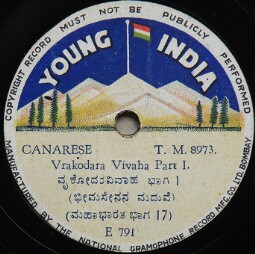 COPYRIGHT RECORD MUST NOT BE PUBLICLY PERFORMED
YOUNG INDIA
CANARESE T. M. 8973.
Vrakodara Vivaha Part I.
ವೃಕೋದರವಿವಾಹ ಭಾಗ 1
(ಭೀಮಸೇನನ ಮದುವೆ)
(ಮಹಾಭಾರತ ಭಾಗ 17)
E 791
MANUFACTURED BY THE NATIONAL GRAMOPHONE RECORD MFG. CO. LTD. BOMBAY.